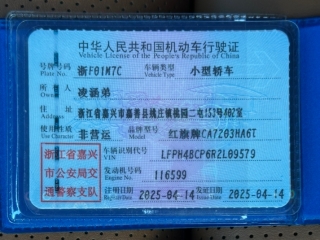 中华人民共和国机动车行驶证
Vehicle License of the People's Republic of China
号牌号码 Plate No. 浙F01M7C 车辆类型 Vehicle Type 小型轿车
所有人 Owner 凌涵弟
住址 Address 浙江省嘉兴市嘉善县姚庄镇桃园二屯152号402室
使用性质 Use Character 非营运 品牌型号 Model 红旗牌CA7203HA6T
浙江省嘉兴
市公安局交
通警察支队
车辆识别代号 VIN LFPH4BCP6R2L09579
发动机号码 Engine No. 116599
注册日期 2025-04-14 发证日期 2025-04-14